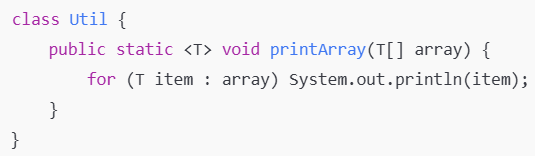 class Util {
    public static <T> void printArray(T[] array) {
        for (T item : array) System.out.println(item);
    }
}